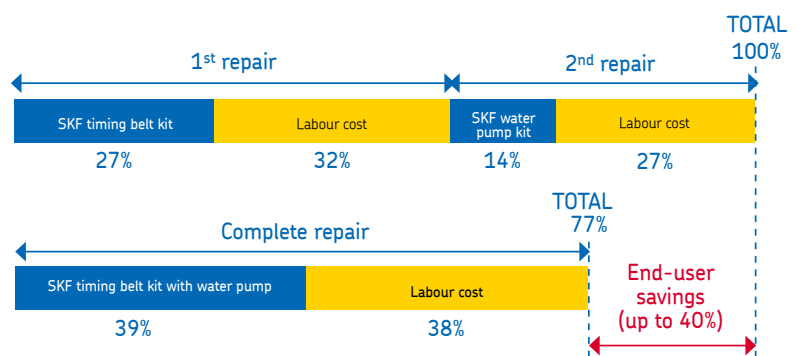 TOTAL
100%
1st repair
2nd repair
SKF timing belt kit
Labour cost
SKF water
pump kit
Labour cost
27%
32%
14%
27%
TOTAL
77%
Complete repair
SKF timing belt kit with water pump
Labour cost
End-user
savings
(up to 40%)
39%
38%